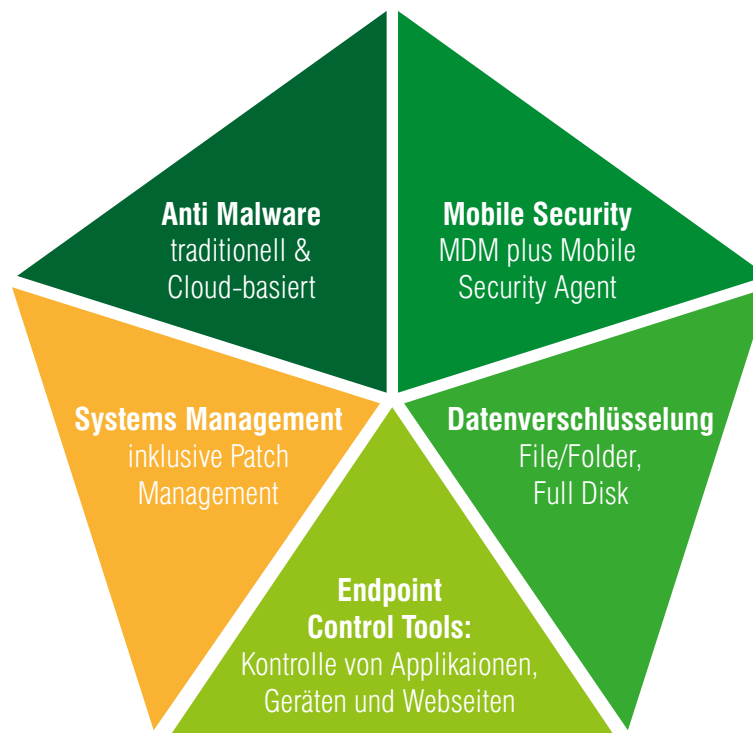 Anti Malware
traditionell &
Cloud-basiert
Mobile Security
MDM plus Mobile
Security Agent
Systems Management
inklusive Patch
Management
Datenverschlüsselung
File/Folder,
Full Disk
Endpoint
Control Tools:
Kontrolle von Applikaionen,
Geräten und Webseiten